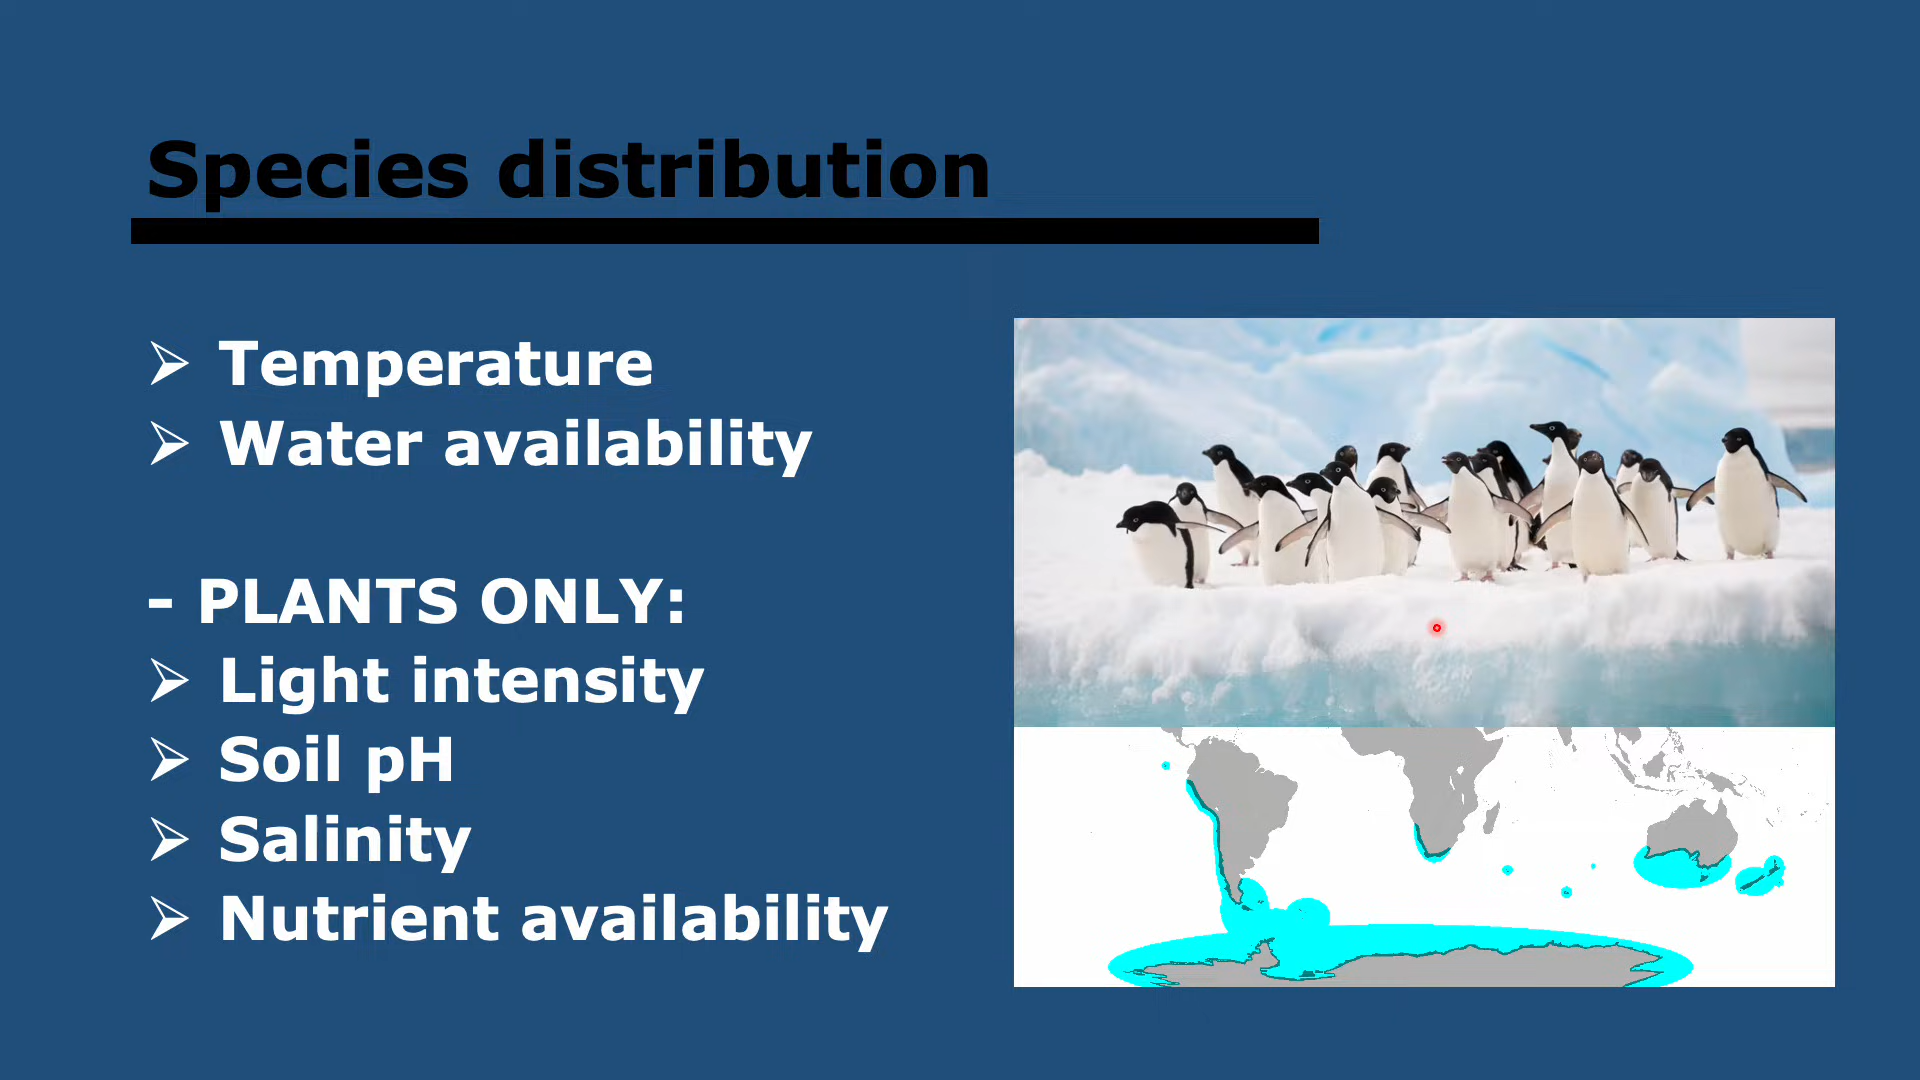 Species distribution
➢ Temperature
➢ Water availability
- PLANTS ONLY:
➢ Light intensity
➢ Soil pH
➢ Salinity
➢ Nutrient availability